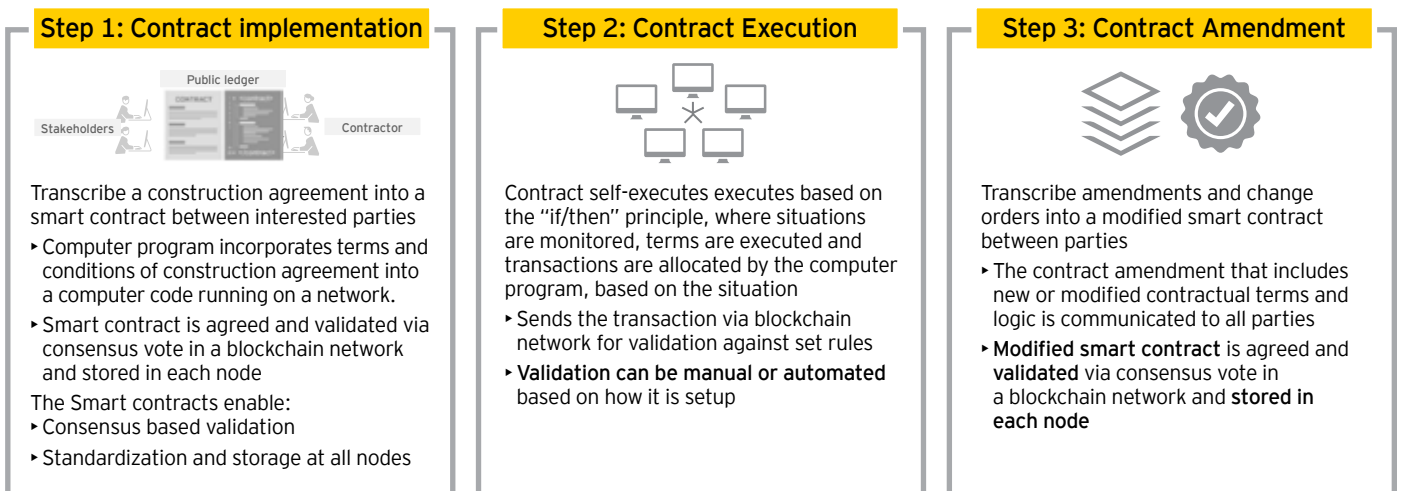 Step 1: Contract implementation
Public ledger
CONTRACT
Stakeholders
Contractor
Transcribe a construction agreement into a
smart contract between interested parties
‣ Computer program incorporates terms and
conditions of construction agreement into
a computer code running on a network.
‣ Smart contract is agreed and validated via
consensus vote in a blockchain network
and stored in each node
The Smart contracts enable:
‣ Consensus based validation
‣ Standardization and storage at all nodes
Step 2: Contract Execution
Contract self-executes executes based on
the “if/then” principle, where situations
are monitored, terms are executed and
transactions are allocated by the computer
program, based on the situation
‣ Sends the transaction via blockchain
network for validation against set rules
‣ Validation can be manual or automated
based on how it is setup
Step 3: Contract Amendment
Transcribe amendments and change
orders into a modified smart contract
between parties
‣ The contract amendment that includes
new or modified contractual terms and
logic is communicated to all parties
‣ Modified smart contract is agreed and
validated via consensus vote in
a blockchain network and stored in
each node